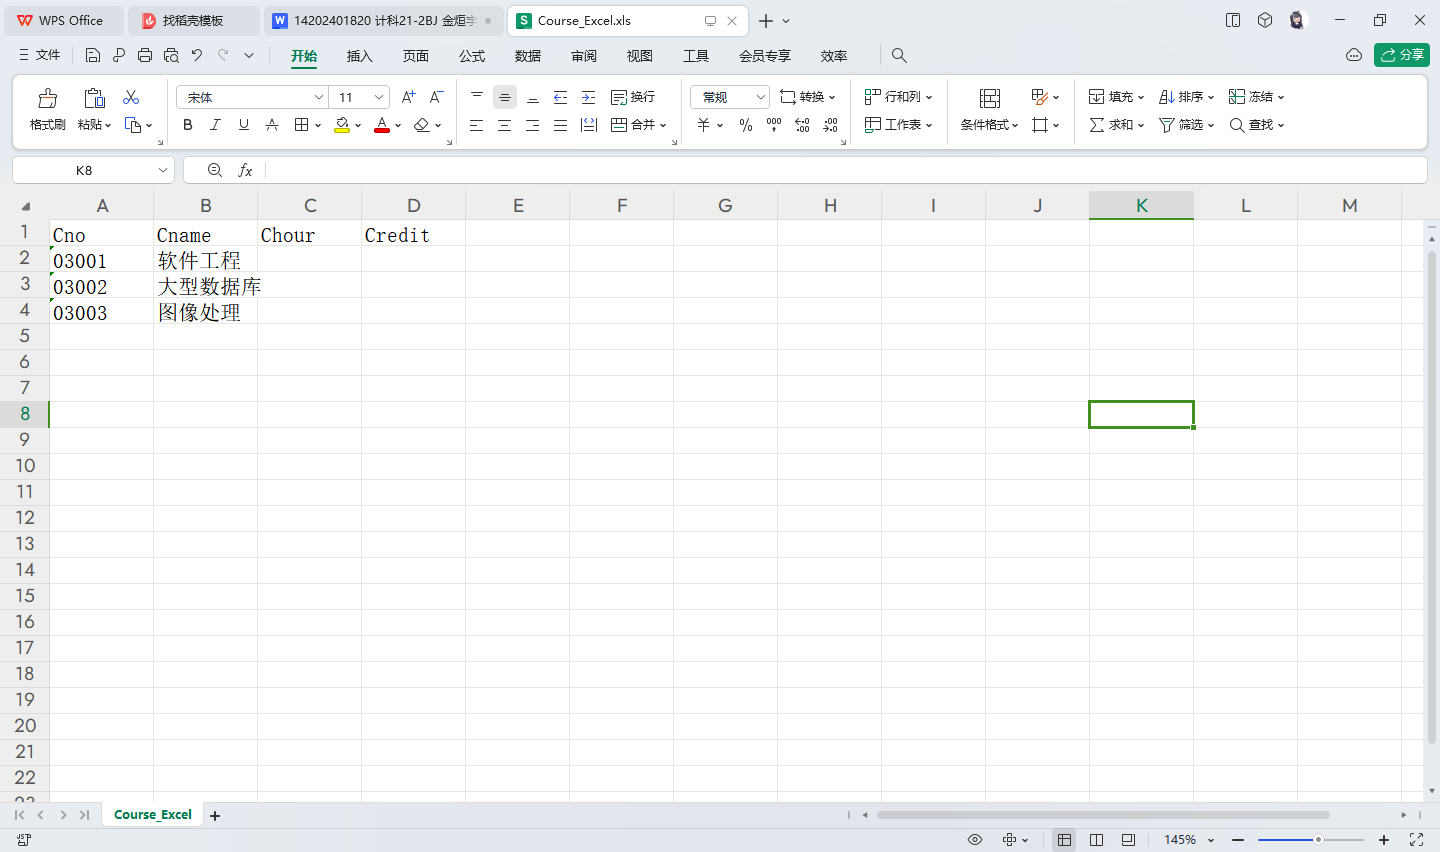 WPS Office 找稻壳模板 14202401820 计科21-2BJ 金烜宇 Course_Excel.xls
文件 开始 插入 页面 公式 数据 审阅 视图 工具 会员专享 效率 分享
宋体 11 换行 常规 转换 行和列 填充 排序 冻结
格式刷 粘贴 合并 工作表 条件格式 求和 筛选 查找
K8 fx
A B C D E F G H I J K L M
1 Cno Cname Chour Credit
2 03001 软件工程
3 03002 大型数据库
4 03003 图像处理
5
6
7
8
9
10
11
12
13
14
15
16
17
18
19
20
21
22
23
Course_Excel
145%